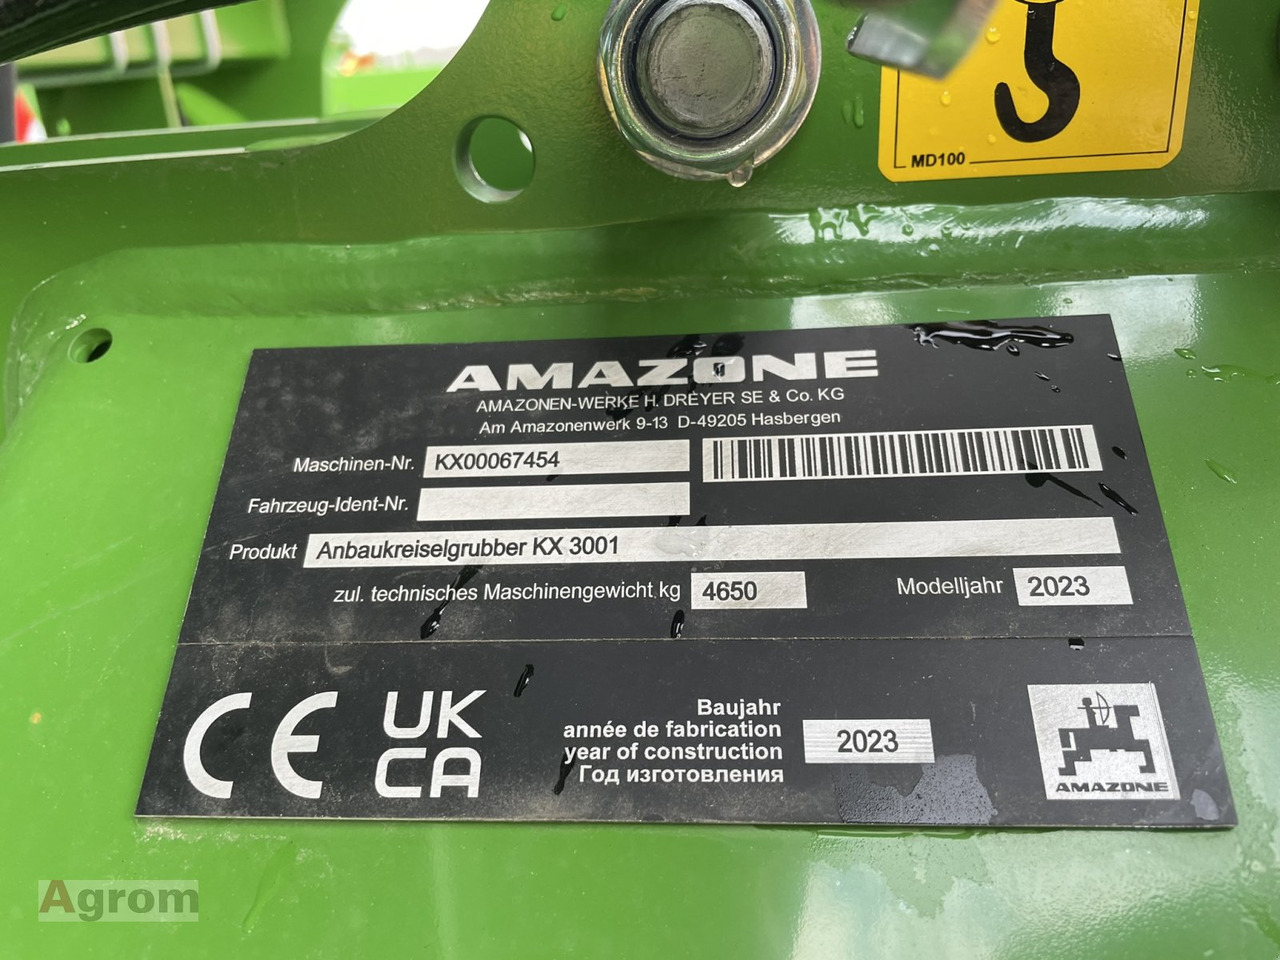 MD100
AMAZONE
AMAZONEN-WERKE H. DREYER SE & Co. KG
Am Amazonenwerk 9-13 D-49205 Hasbergen
Maschinen-Nr. KX00067454
Fahrzeug-Ident-Nr.
Produkt Anbaukreiselgrubber KX 3001
zul. technisches Maschinengewicht kg 4650 Modelljahr 2023
CE UK CA
Baujahr
année de fabrication
year of construction 2023
Год изготовления
AMAZONE
Agrom